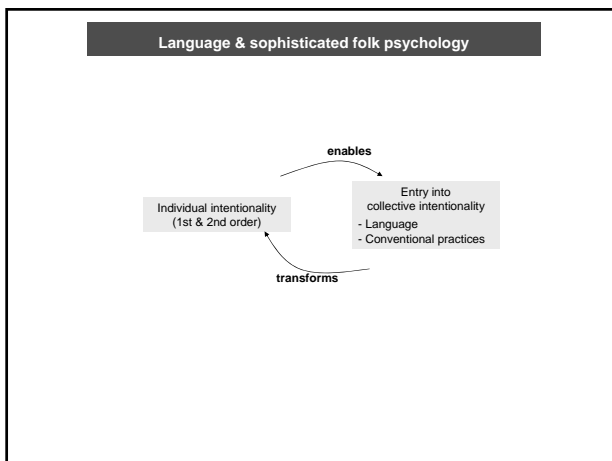 Language & sophisticated folk psychology
enables
Individual intentionality
(1st & 2nd order)
Entry into
collective intentionality
- Language
- Conventional practices
transforms